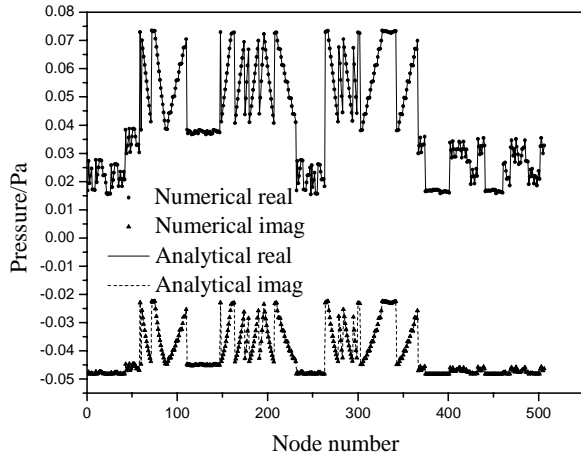 0.08
0.07
0.06
0.05
0.04
0.03
0.02
0.01
0.00
-0.01
-0.02
-0.03
-0.04
-0.05
Pressure/Pa
Numerical real
Numerical imag
Analytical real
Analytical imag
0 100 200 300 400 500
Node number